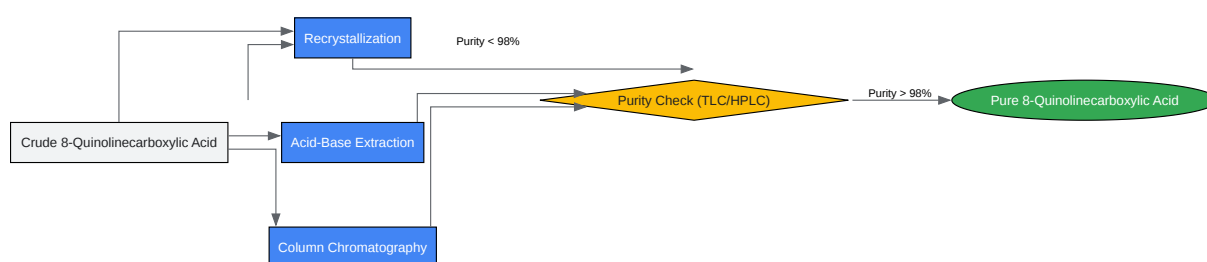 Recrystallization
Purity < 98%
Purity Check (TLC/HPLC)
Purity > 98%
Pure 8-Quinolinecarboxylic Acid
Crude 8-Quinolinecarboxylic Acid
Acid-Base Extraction
Column Chromatography